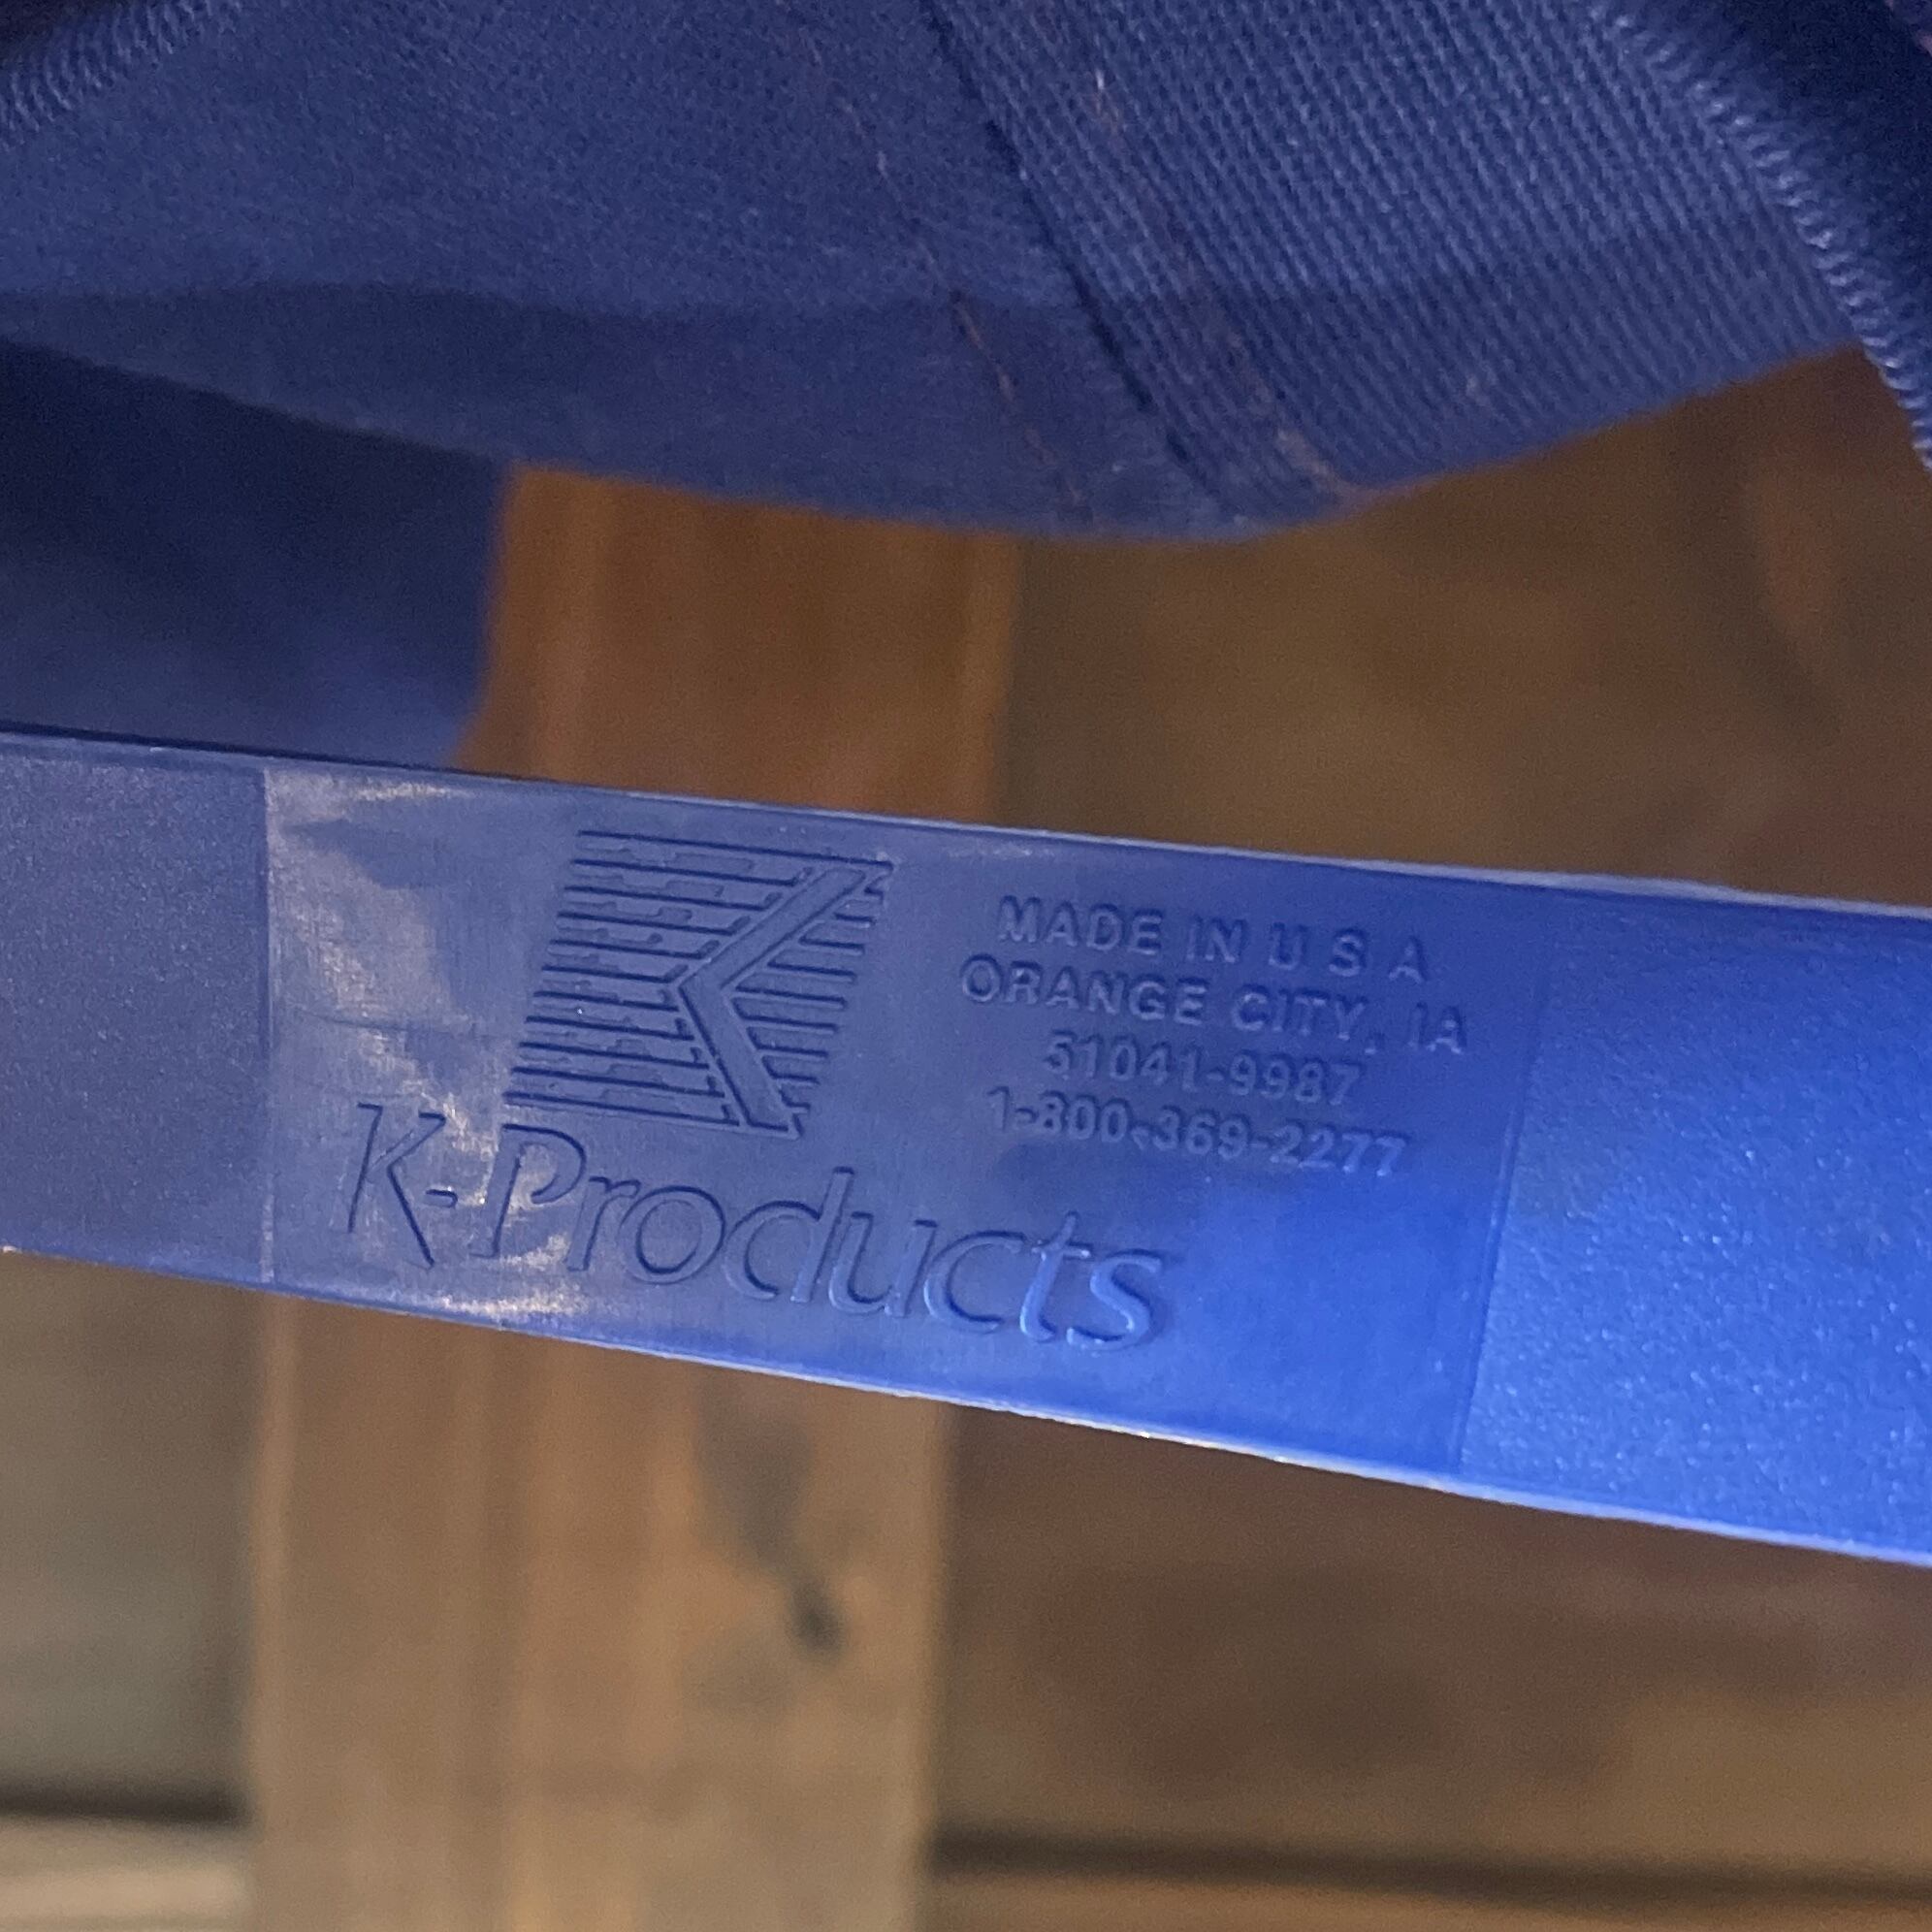 K
MADE IN U S A
ORANGE CITY, IA
51041-9987
1-800-369-2277
K-Products